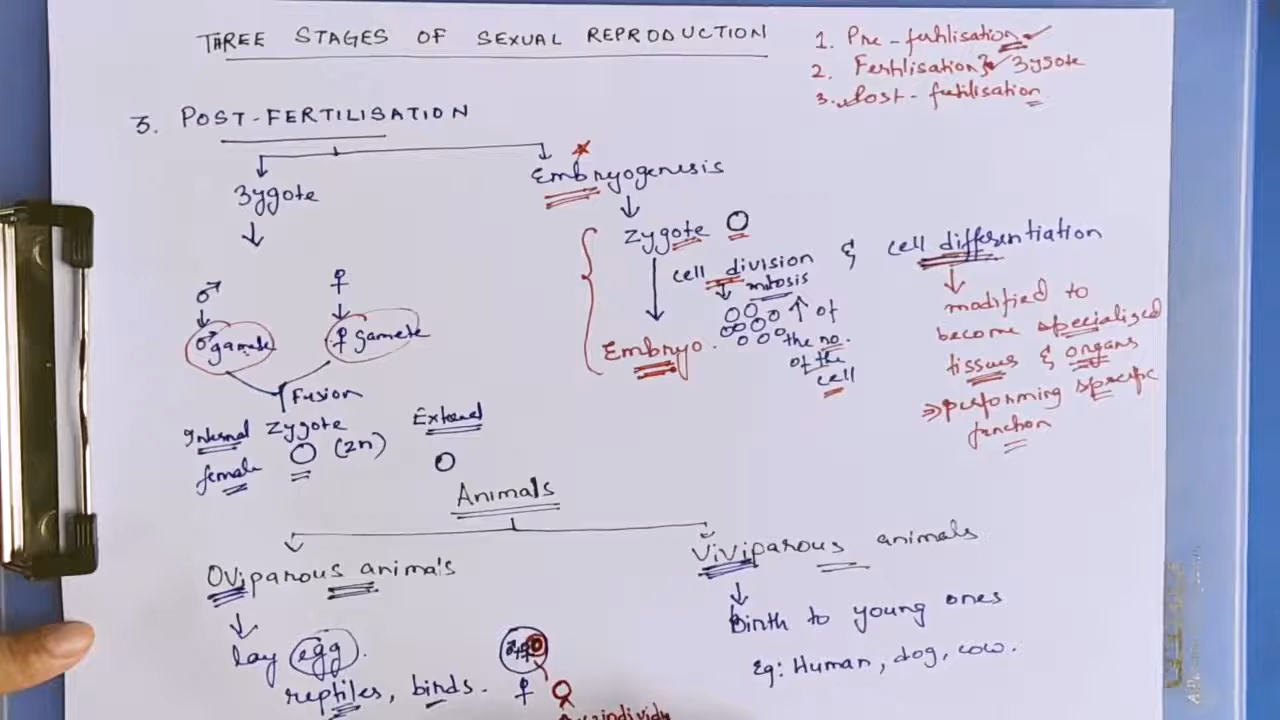 THREE STAGES OF SEXUAL REPRODUCTION
1. Pre-fertilisation
2. Fertilisation zygote
3. Post-fertilisation
3. POST-FERTILISATION
zygote
♂ ♀
♂ gamete ♀ gamete
Fusion
Internal zygote External
female (2n)
Embryogenesis
zygote
cell division & cell differentiation
mitosis
↑ of
the no.
of the
cell
Embryo
modified to
become specialised
tissues & organs
⇒ performing specific
function
Animals
Oviparous animals
lay egg.
reptiles, birds.
♀
Viviparous animals
Birth to young ones
Eg: Human, dog, cow.